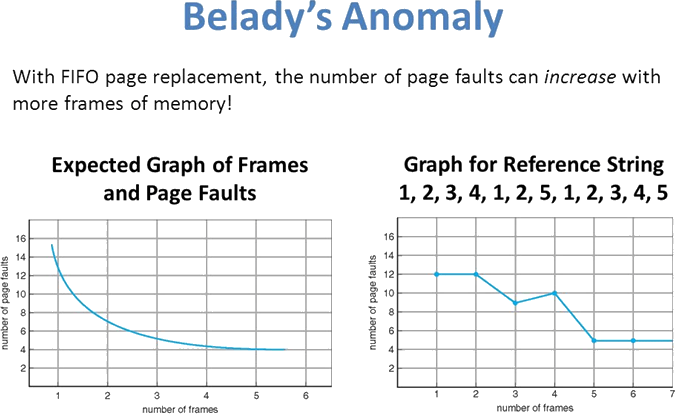 Belady's Anomaly
With FIFO page replacement, the number of page faults can increase with
more frames of memory!
Expected Graph of Frames
and Page Faults
number of page faults
16
14
12
10
8
6
4
2
1 2 3 4 5 6
number of frames
Graph for Reference String
1, 2, 3, 4, 1, 2, 5, 1, 2, 3, 4, 5
number of page faults
16
14
12
10
8
6
4
2
1 2 3 4 5 6 7
number of frames